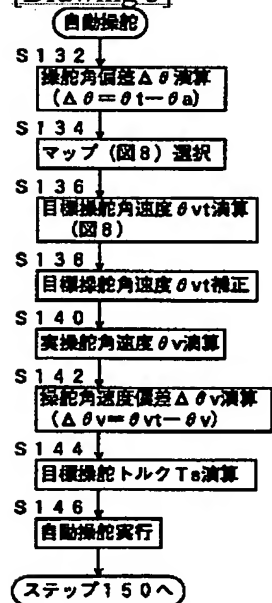 自動操舵
S132
操舵角偏差Δθ演算
(Δθ=θt-θa)
S134
マップ(図8)選択
S136
目標操舵角速度θvt演算
(図8)
S138
目標操舵角速度θvt補正
S140
実操舵角速度θv演算
S142
操舵角速度偏差Δθv演算
(Δθv=θvt-θv)
S144
目標操舵トルクTs演算
S146
自動操舵実行
ステップ150へ